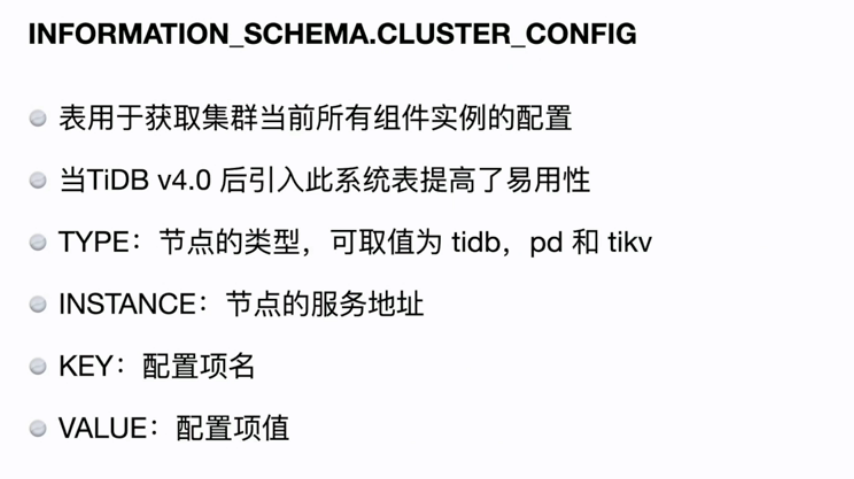 INFORMATION_SCHEMA.CLUSTER_CONFIG
表用于获取集群当前所有组件实例的配置
当TiDB v4.0 后引入此系统表提高了易用性
TYPE：节点的类型，可取值为 tidb，pd 和 tikv
INSTANCE：节点的服务地址
KEY：配置项名
VALUE：配置项值